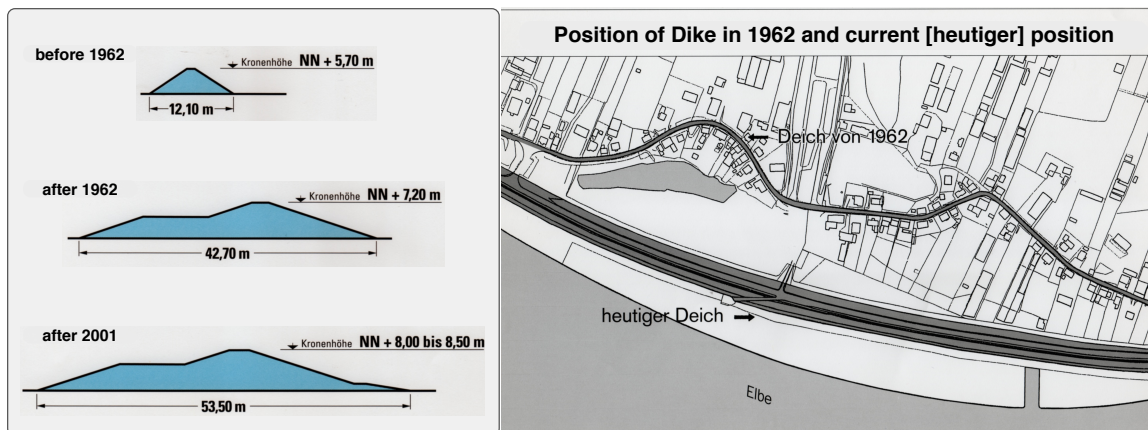 before 1962
Kronenhöhe NN + 5,70 m
12,10 m
after 1962
Kronenhöhe NN + 7,20 m
42,70 m
after 2001
Kronenhöhe NN + 8,00 bis 8,50 m
53,50 m
Position of Dike in 1962 and current [heutiger] position
Deich von 1962
heutiger Deich
Elbe